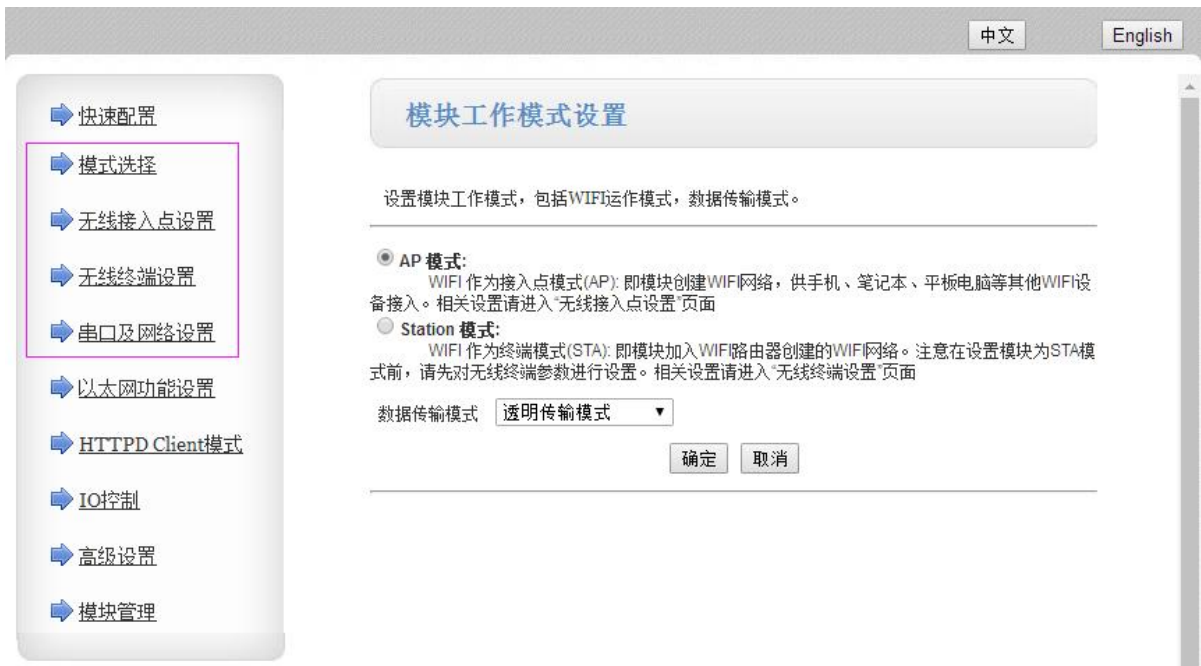 中文
English
快速配置
模式选择
无线接入点设置
无线终端设置
串口及网络设置
以太网功能设置
HTTPD Client模式
IO控制
高级设置
模块管理
模块工作模式设置
设置模块工作模式，包括WIFI运作模式，数据传输模式。
AP 模式:
WIFI 作为接入点模式(AP): 即模块创建WIFI网络，供手机、笔记本、平板电脑等其他WIFI设
备接入。相关设置请进入"无线接入点设置"页面
Station 模式:
WIFI 作为终端模式(STA): 即模块加入WIFI路由器创建的WIFI网络。注意在设置模块为STA模
式前，请先对无线终端参数进行设置。相关设置请进入"无线终端设置"页面
数据传输模式 透明传输模式
确定 取消